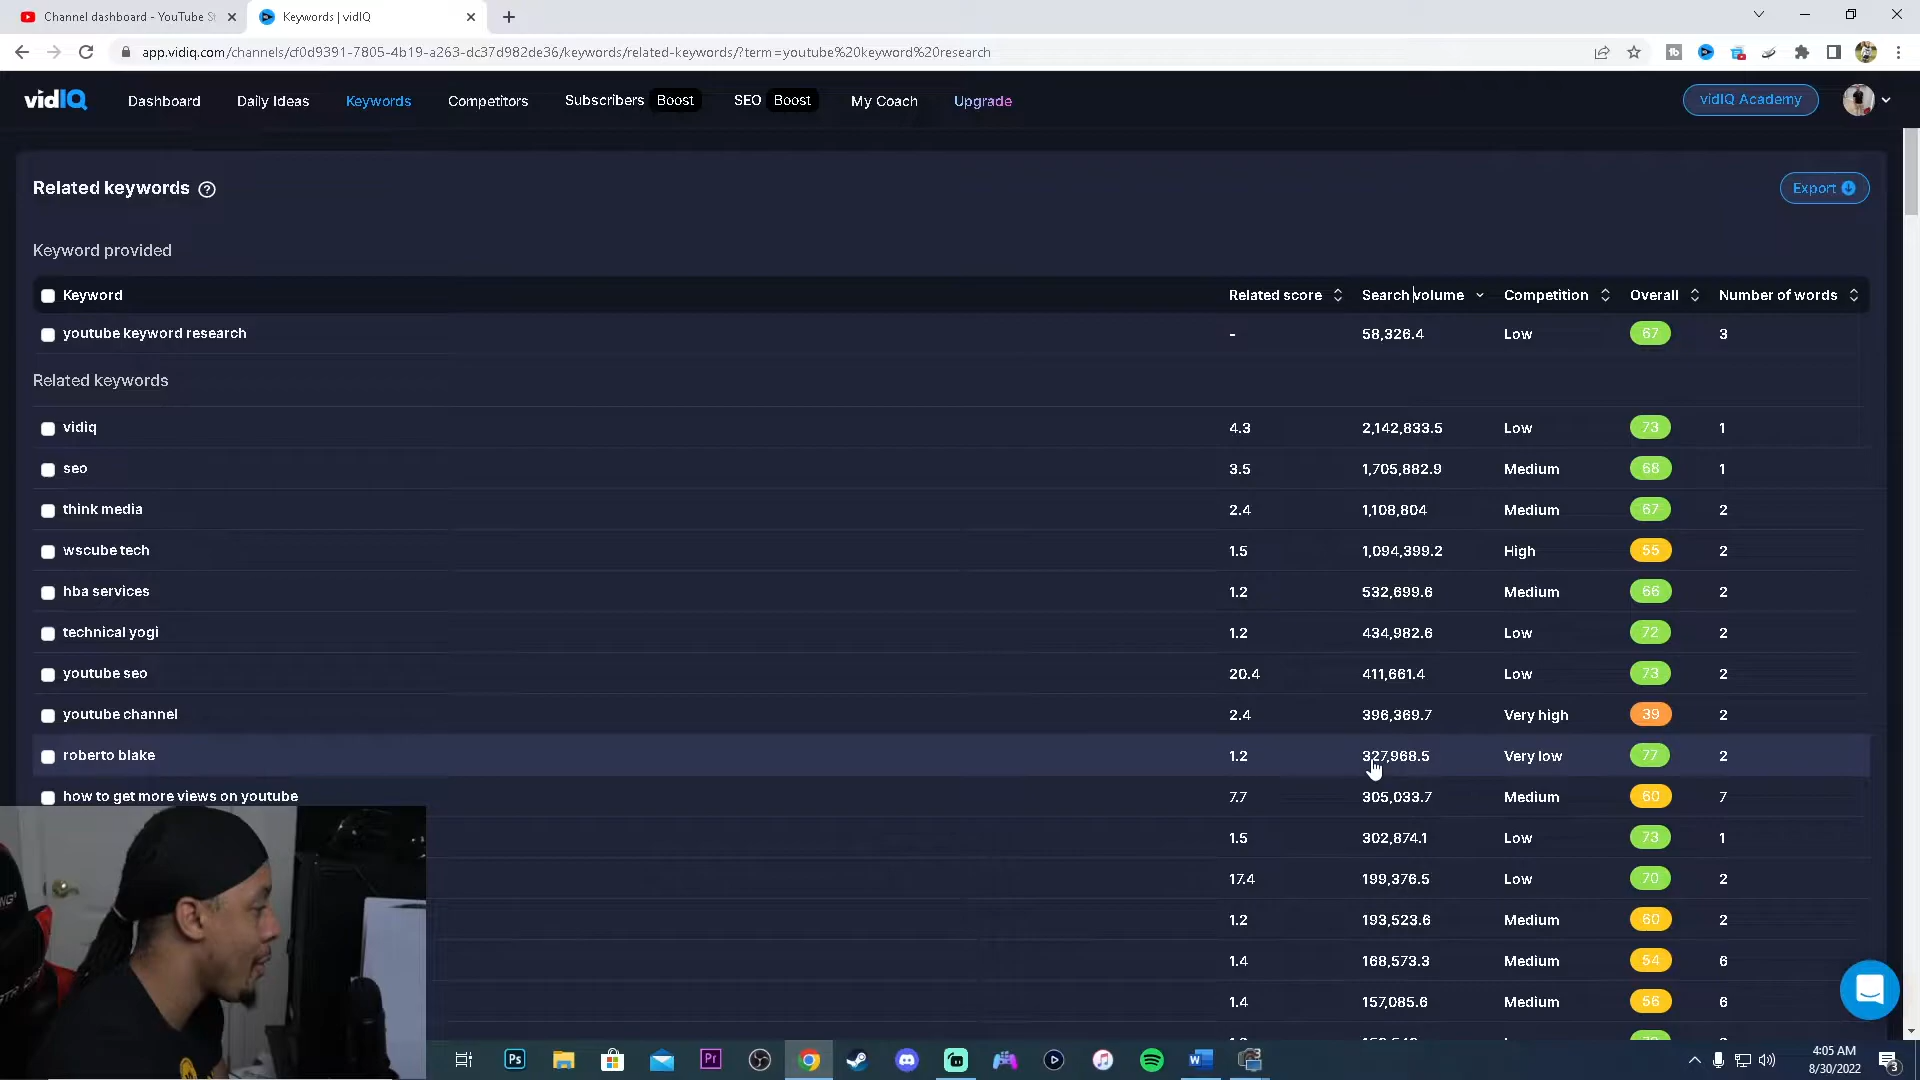 Channel dashboard - YouTube St
Keywords | vidIQ
app.vidiq.com/channels/cf0d9391-7805-4b19-a263-dc37d982de36/keywords/related-keywords/?term=youtube%20keyword%20research
vidIQ Dashboard Daily Ideas Keywords Competitors Subscribers Boost SEO Boost My Coach Upgrade vidIQ Academy
Related keywords ? Export
Keyword provided
Keyword Related score Search volume Competition Overall Number of words
youtube keyword research - 58,326.4 Low 67 3
Related keywords
vidiq 4.3 2,142,833.5 Low 73 1
seo 3.5 1,705,882.9 Medium 68 1
think media 2.4 1,108,804 Medium 67 2
wscube tech 1.5 1,094,399.2 High 55 2
hba services 1.2 532,699.6 Medium 66 2
technical yogi 1.2 434,982.6 Low 72 2
youtube seo 20.4 411,661.4 Low 73 2
youtube channel 2.4 396,369.7 Very high 39 2
roberto blake 1.2 327,968.5 Very low 77 2
how to get more views on youtube 7.7 305,033.7 Medium 60 7
1.5 302,874.1 Low 73 1
17.4 199,376.5 Low 70 2
1.2 193,523.6 Medium 60 2
1.4 168,573.3 Medium 54 6
1.4 157,085.6 Medium 56 6
Ps Pr W
4:05 AM
8/30/2022
3